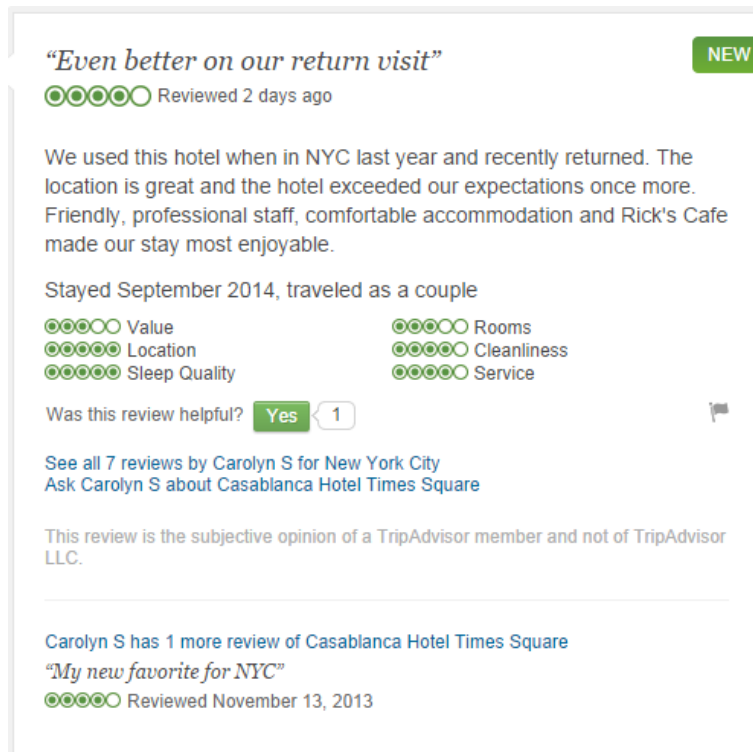 “Even better on our return visit”
NEW
Reviewed 2 days ago
We used this hotel when in NYC last year and recently returned. The
location is great and the hotel exceeded our expectations once more.
Friendly, professional staff, comfortable accommodation and Rick's Cafe
made our stay most enjoyable.
Stayed September 2014, traveled as a couple
Value
Rooms
Location
Cleanliness
Sleep Quality
Service
Was this review helpful? Yes 1
See all 7 reviews by Carolyn S for New York City
Ask Carolyn S about Casablanca Hotel Times Square
This review is the subjective opinion of a TripAdvisor member and not of TripAdvisor
LLC.
Carolyn S has 1 more review of Casablanca Hotel Times Square
“My new favorite for NYC”
Reviewed November 13, 2013